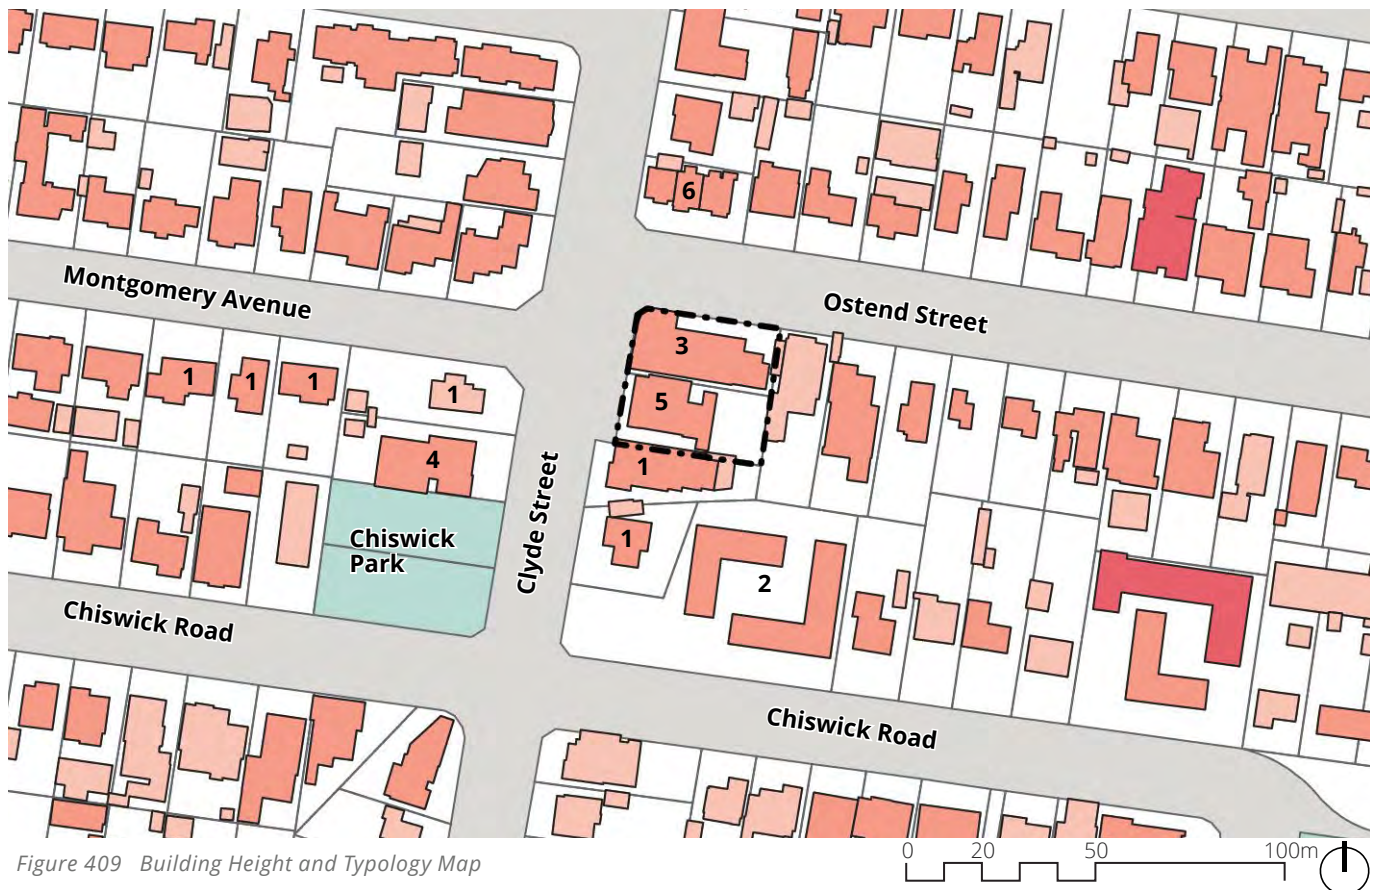 6
Montgomery Avenue
Ostend Street
3
1
1
1
1
5
4
1
Clyde Street
Chiswick
Park
1
2
Chiswick Road
Chiswick Road
0
20
50
100m
Figure 409 Building Height and Typology Map